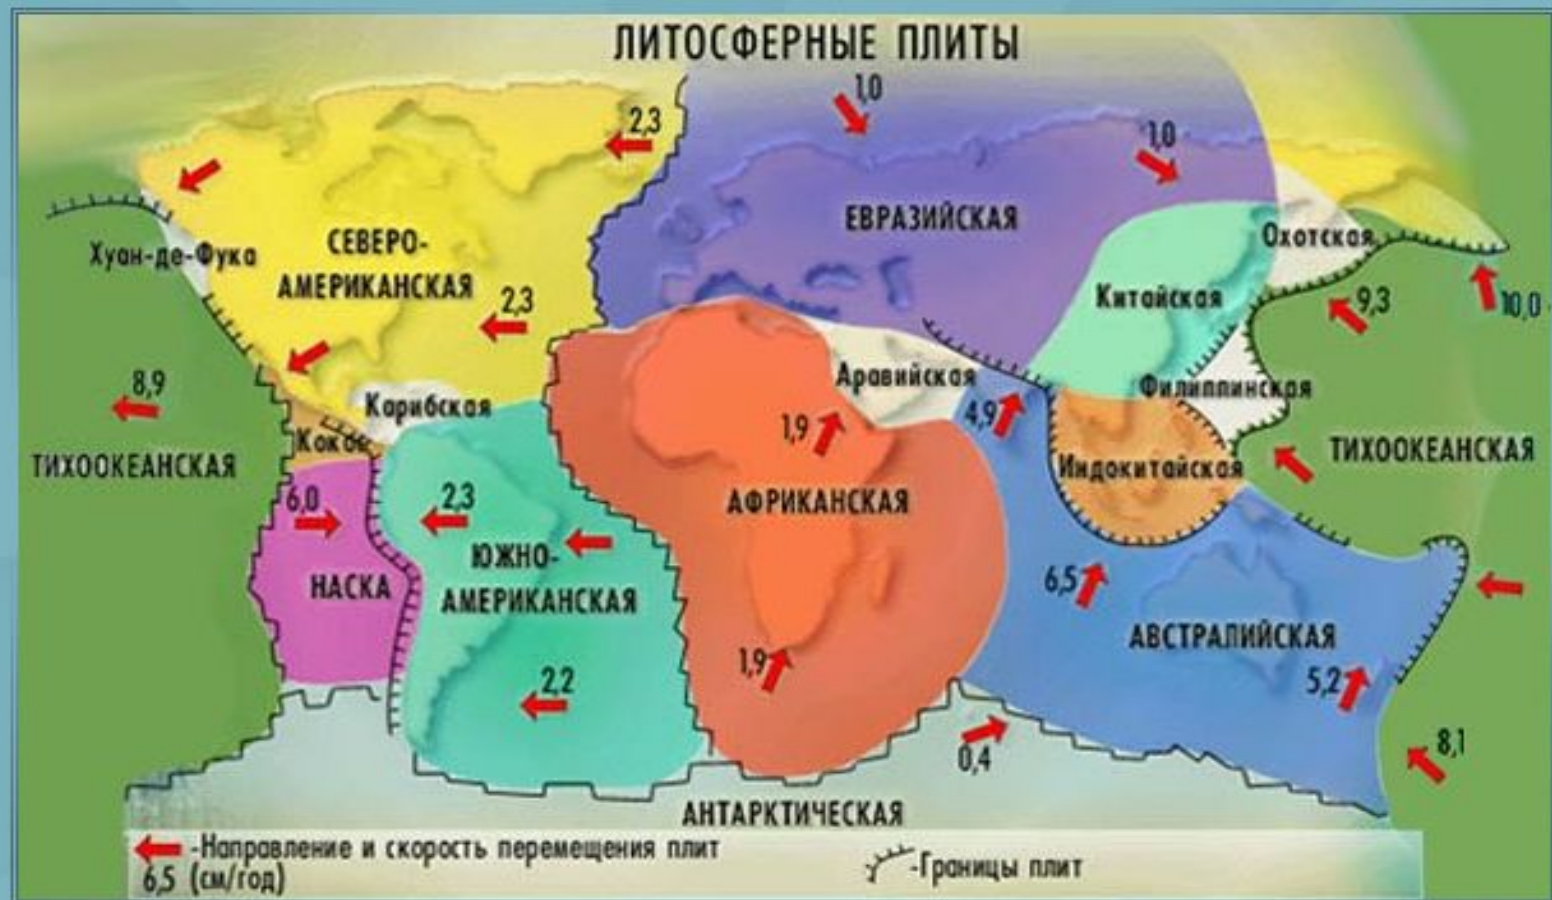 ЛИТОСФЕРНЫЕ ПЛИТЫ
1,0
2,3
1,0
ЕВРАЗИЙСКАЯ
СЕВЕРО-
АМЕРИКАНСКАЯ
Хуан-де-Фука
Охотская
Китайская
2,3
9,3
10,0
8,9
Карибская
Аравийская
Филиппинская
4,9
1,9
Кокос
ТИХООКЕАНСКАЯ
ТИХООКЕАНСКАЯ
Индокитайская
6,0
2,3
АФРИКАНСКАЯ
НАСКА
ЮЖНО-
АМЕРИКАНСКАЯ
6,5
АВСТРАЛИЙСКАЯ
1,9
2,2
5,2
0,4
8,1
АНТАРКТИЧЕСКАЯ
-Направление и скорость перемещения плит
6,5 (см/год)
-Границы плит